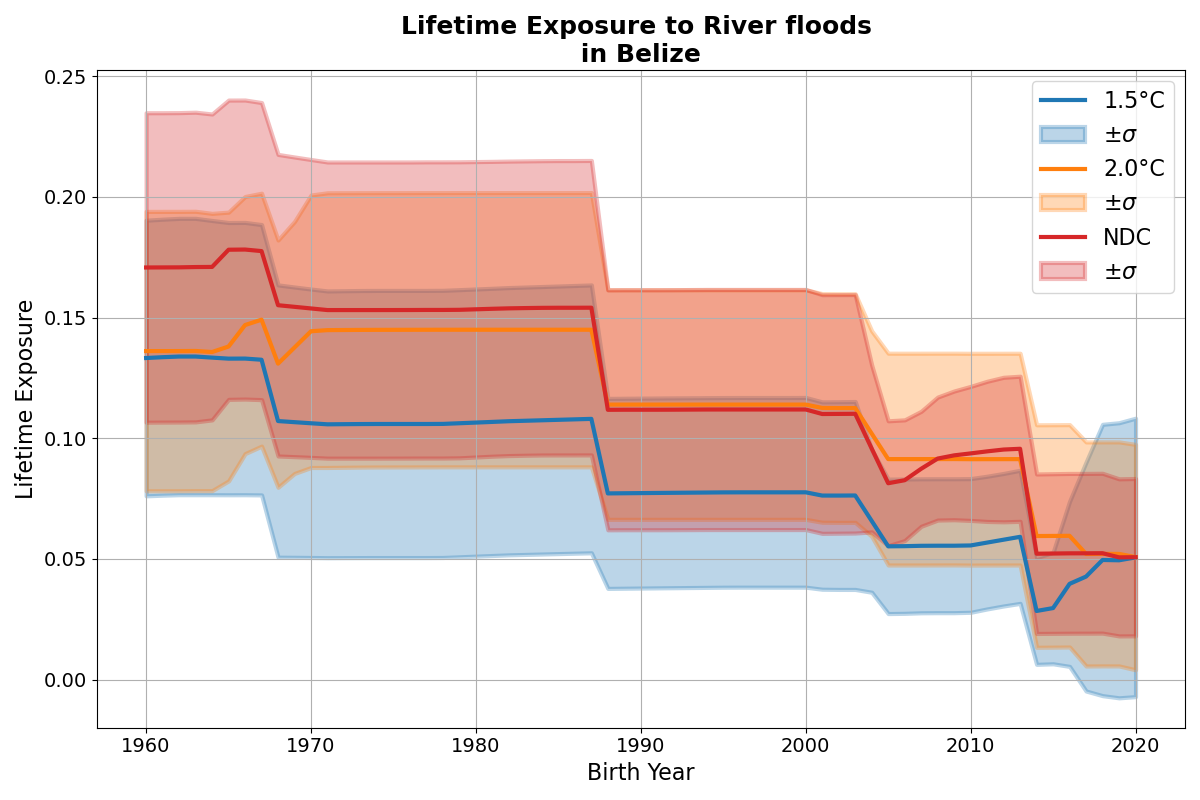 Lifetime Exposure to River floods
in Belize
Lifetime Exposure
0.25
0.20
0.15
0.10
0.05
0.00
1960
1970
1980
1990
2000
2010
2020
Birth Year
1.5°C
±σ
2.0°C
±σ
NDC
±σ